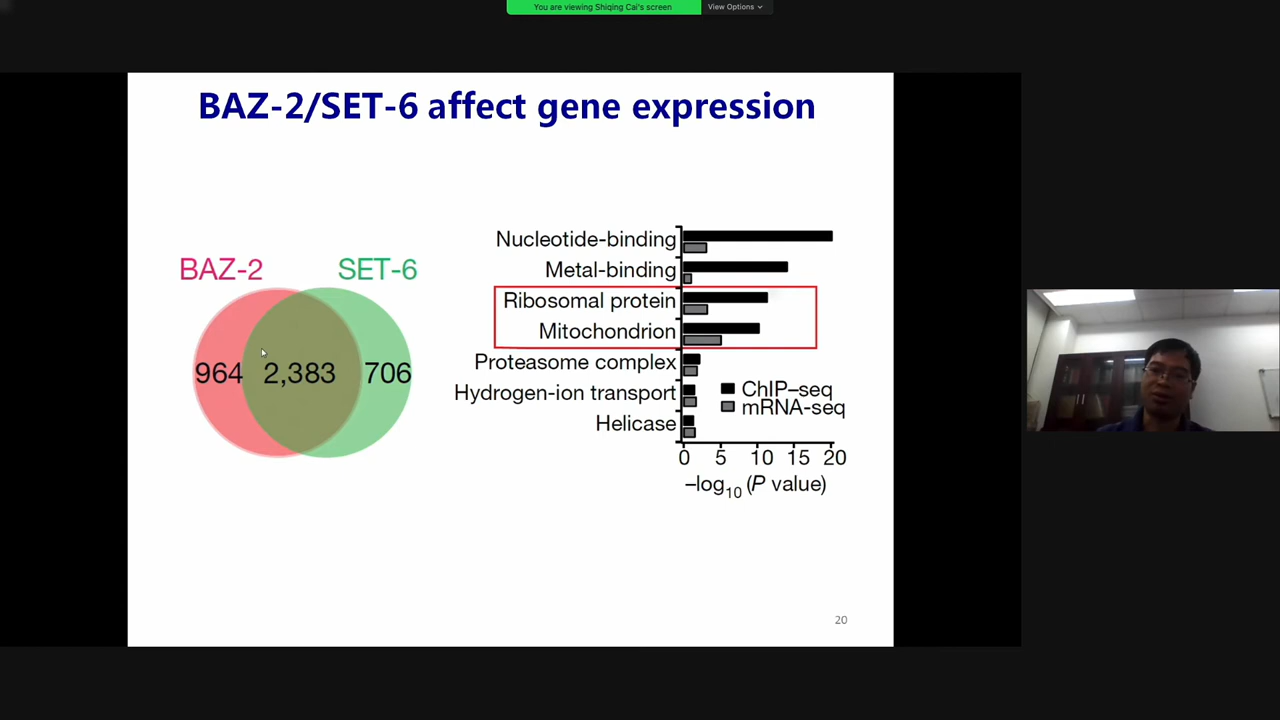 You are viewing Shiqing Cai's screen
View Options
BAZ-2/SET-6 affect gene expression
BAZ-2
SET-6
964
2,383
706
Nucleotide-binding
Metal-binding
Ribosomal protein
Mitochondrion
Proteasome complex
Hydrogen-ion transport
Helicase
ChIP–seq
mRNA-seq
0 5 10 15 20
–log10 (P value)
20